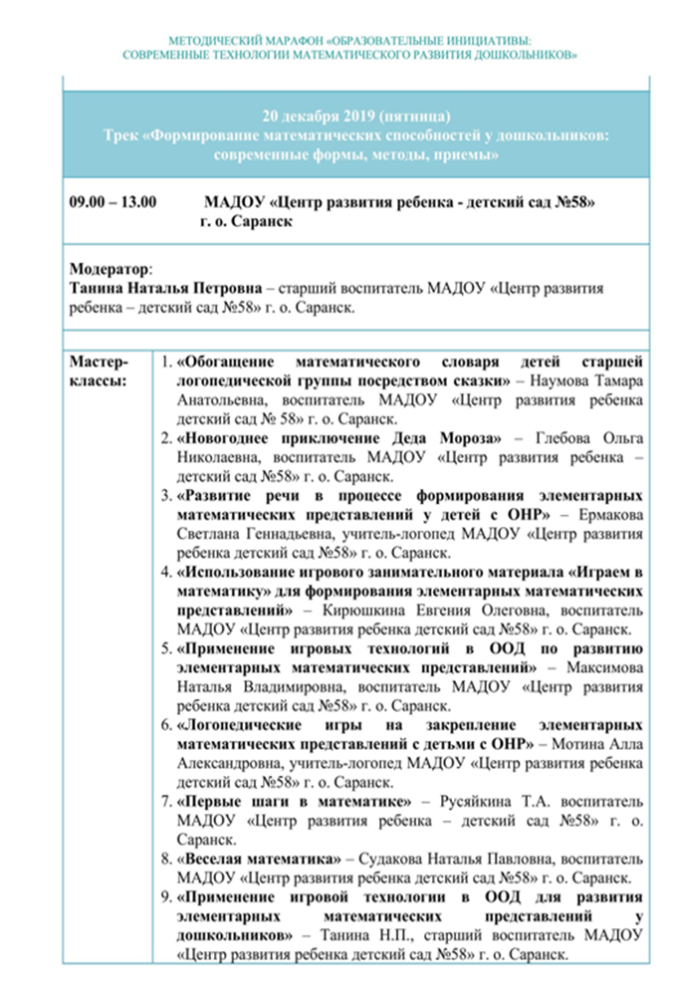 МЕТОДИЧЕСКИЙ МАРАФОН «ОБРАЗОВАТЕЛЬНЫЕ ИНИЦИАТИВЫ:
СОВРЕМЕННЫЕ ТЕХНОЛОГИИ МАТЕМАТИЧЕСКОГО РАЗВИТИЯ ДОШКОЛЬНИКОВ»
20 декабря 2019 (пятница)
Трек «Формирование математических способностей у дошкольников:
современные формы, методы, приемы»
09.00 – 13.00 МАДОУ «Центр развития ребенка - детский сад №58»
г. о. Саранск
Модератор:
Танина Наталья Петровна – старший воспитатель МАДОУ «Центр развития
ребенка – детский сад №58» г. о. Саранск.
Мастер-
классы:
1. «Обогащение математического словаря детей старшей
логопедической группы посредством сказки» – Наумова Тамара
Анатольевна, воспитатель МАДОУ «Центр развития ребенка
детский сад № 58» г. о. Саранск.
2. «Новогоднее приключение Деда Мороза» – Глебова Ольга
Николаевна, воспитатель МАДОУ «Центр развития ребенка –
детский сад №58» г. о. Саранск.
3. «Развитие речи в процессе формирования элементарных
математических представлений у детей с ОНР» – Ермакова
Светлана Геннадьевна, учитель-логопед МАДОУ «Центр развития
ребенка детский сад №58» г. о. Саранск.
4. «Использование игрового занимательного материала «Играем в
математику» для формирования элементарных математических
представлений» – Кирюшкина Евгения Олеговна, воспитатель
МАДОУ «Центр развития ребенка детский сад №58» г. о. Саранск.
5. «Применение игровых технологий в ООД по развитию
элементарных математических представлений» – Максимова
Наталья Владимировна, воспитатель МАДОУ «Центр развития
ребенка детский сад №58» г. о. Саранск.
6. «Логопедические игры на закрепление элементарных
математических представлений с детьми с ОНР» – Мотина Алла
Александровна, учитель-логопед МАДОУ «Центр развития ребенка
детский сад №58» г. о. Саранск.
7. «Первые шаги в математике» – Русяйкина Т.А. воспитатель
МАДОУ «Центр развития ребенка – детский сад №58» г. о.
Саранск.
8. «Веселая математика» – Судакова Наталья Павловна, воспитатель
МАДОУ «Центр развития ребенка детский сад №58» г. о. Саранск.
9. «Применение игровой технологии в ООД для развития
элементарных математических представлений у
дошкольников» – Танина Н.П., старший воспитатель МАДОУ
«Центр развития ребенка детский сад №58» г. о. Саранск.